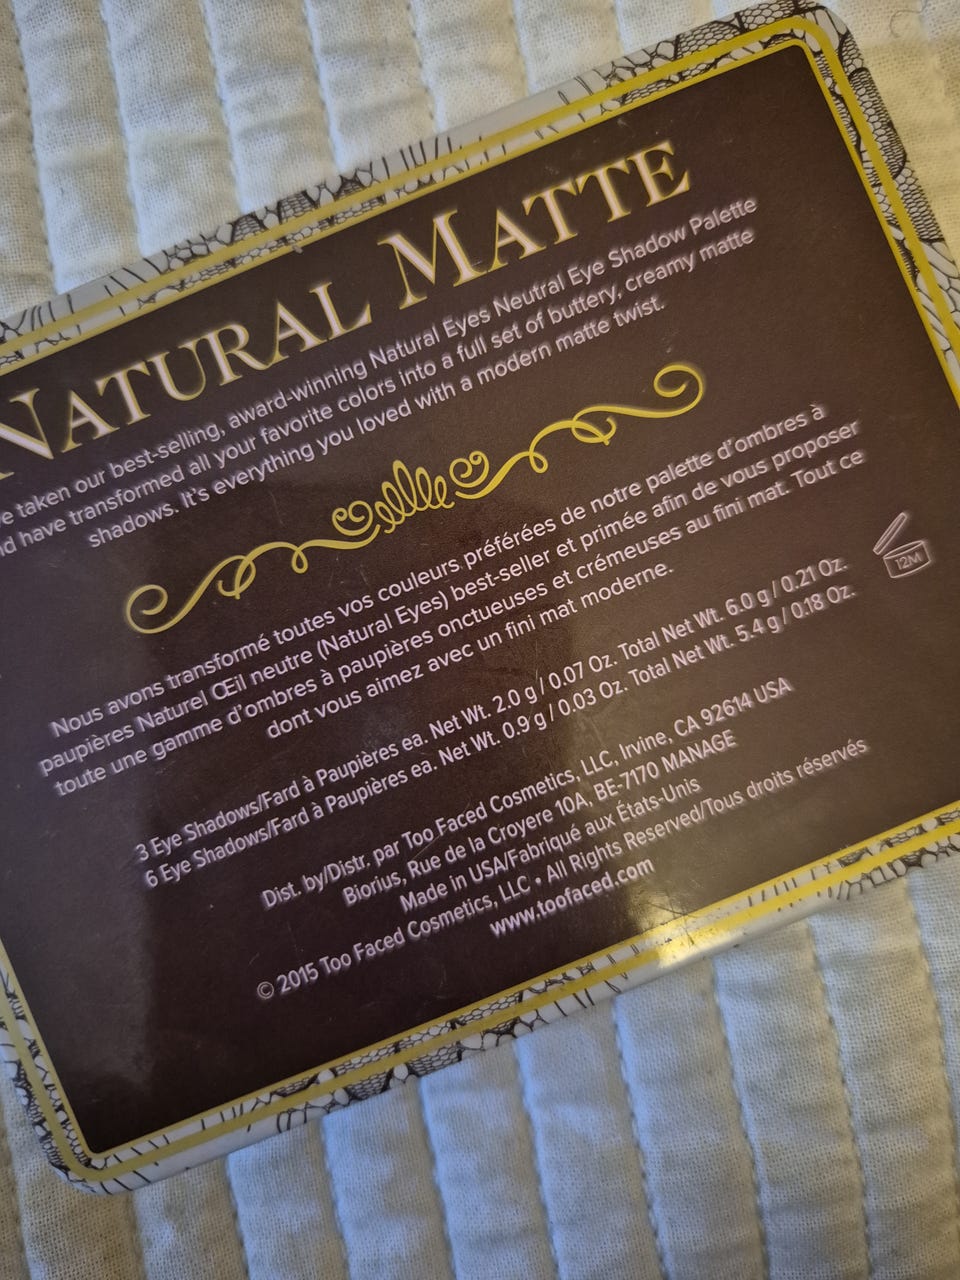 NATURAL MATTE
taken our best-selling, award-winning Natural Eyes Neutral Eye Shadow Palette
have transformed all your favorite colors into a full set of buttery, creamy matte
shadows. It's everything you loved with a modern matte twist.
Nous avons transformé toutes vos couleurs préférées de notre palette d'ombres à
paupières Naturel Œil neutre (Natural Eyes) best-seller et primée afin de vous proposer
toute une gamme d'ombres à paupières onctueuses et crémeuses au fini mat. Tout ce
dont vous aimez avec un fini mat moderne.
12M
3 Eye Shadows/Fard à Paupières ea. Net Wt. 2.0 g / 0.07 Oz. Total Net Wt. 6.0 g / 0.21 Oz.
6 Eye Shadows/Fard à Paupières ea. Net Wt. 0.9 g / 0.03 Oz. Total Net Wt. 5.4 g / 0.18 Oz.
Dist. by/Distr. par Too Faced Cosmetics, LLC, Irvine, CA 92614 USA
Biorius, Rue de la Croyere 10A, BE-7170 MANAGE
Made in USA/Fabriqué aux États-Unis
© 2015 Too Faced Cosmetics, LLC • All Rights Reserved/Tous droits réservés
www.toofaced.com